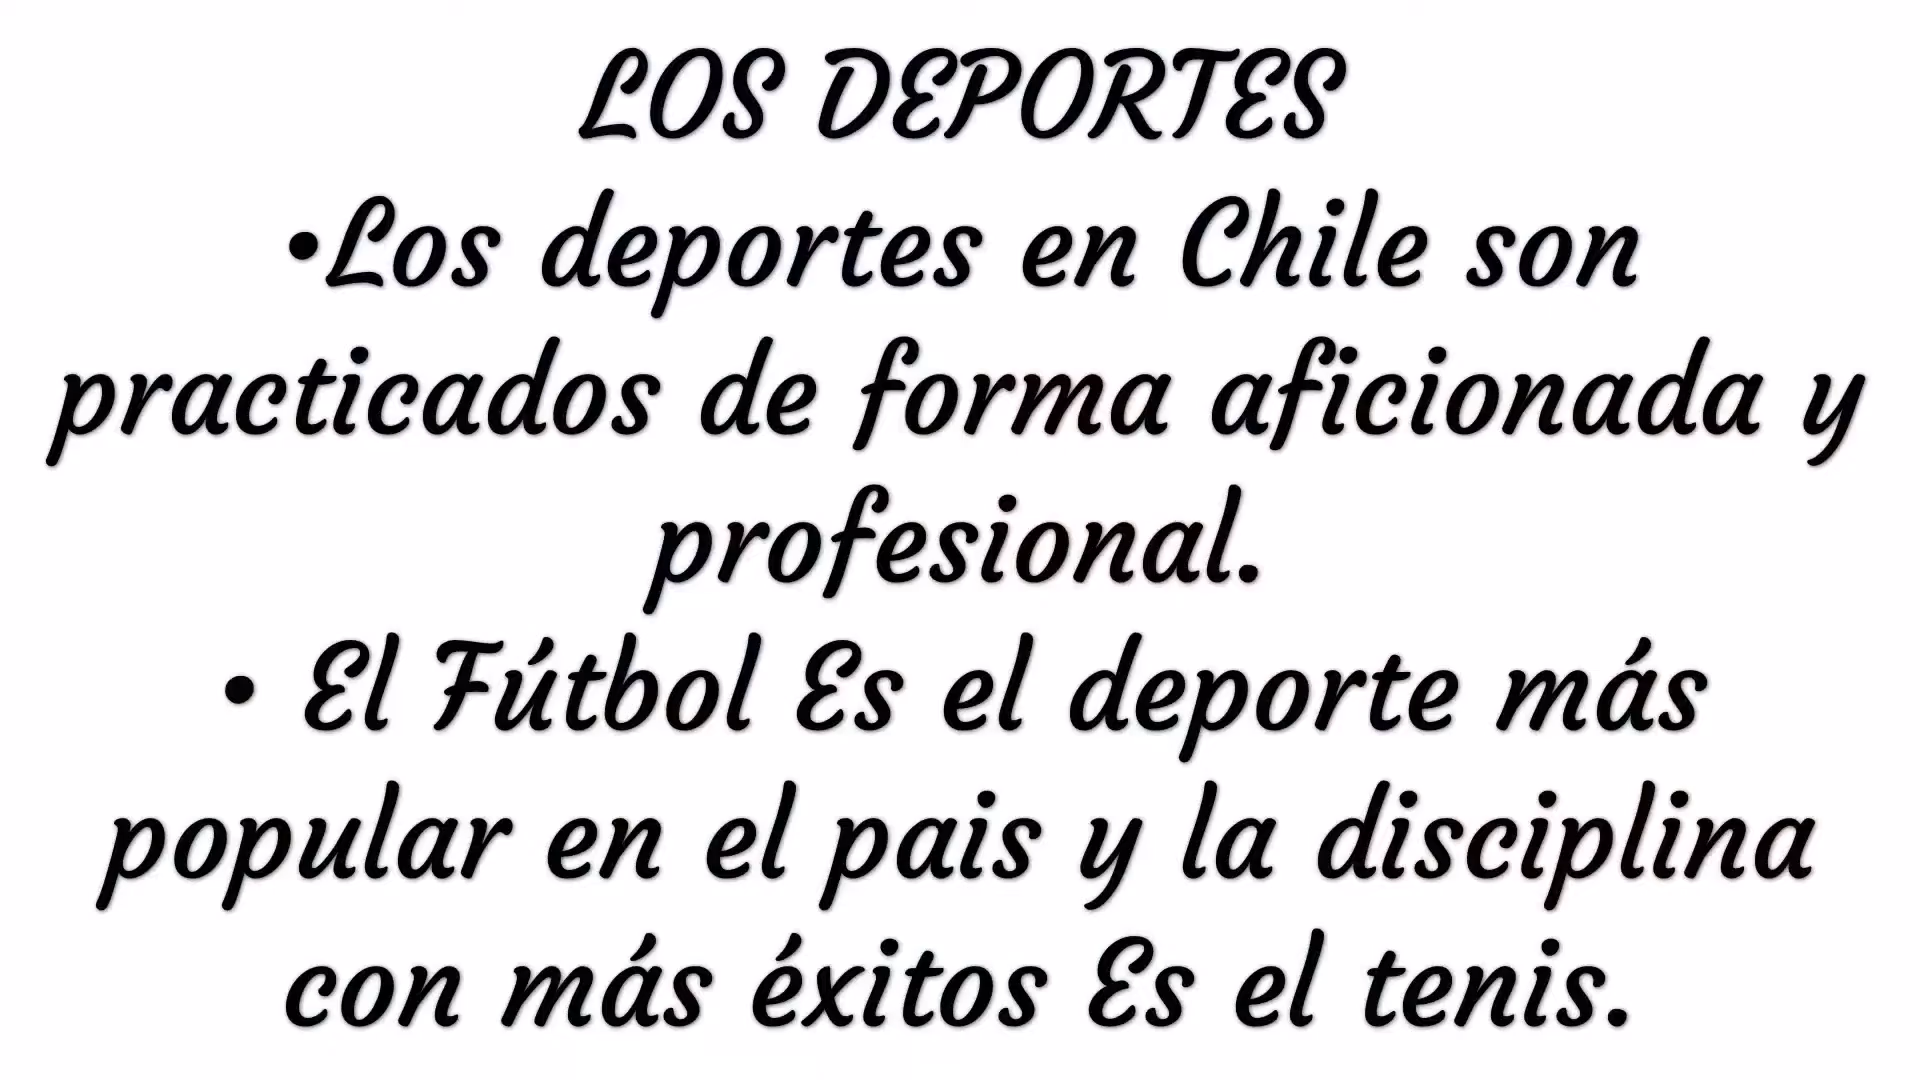 LOS DEPORTES
•Los deportes en Chile son
practicados de forma aficionada y
profesional.
• El Fútbol Es el deporte más
popular en el pais y la disciplina
con más éxitos Es el tenis.